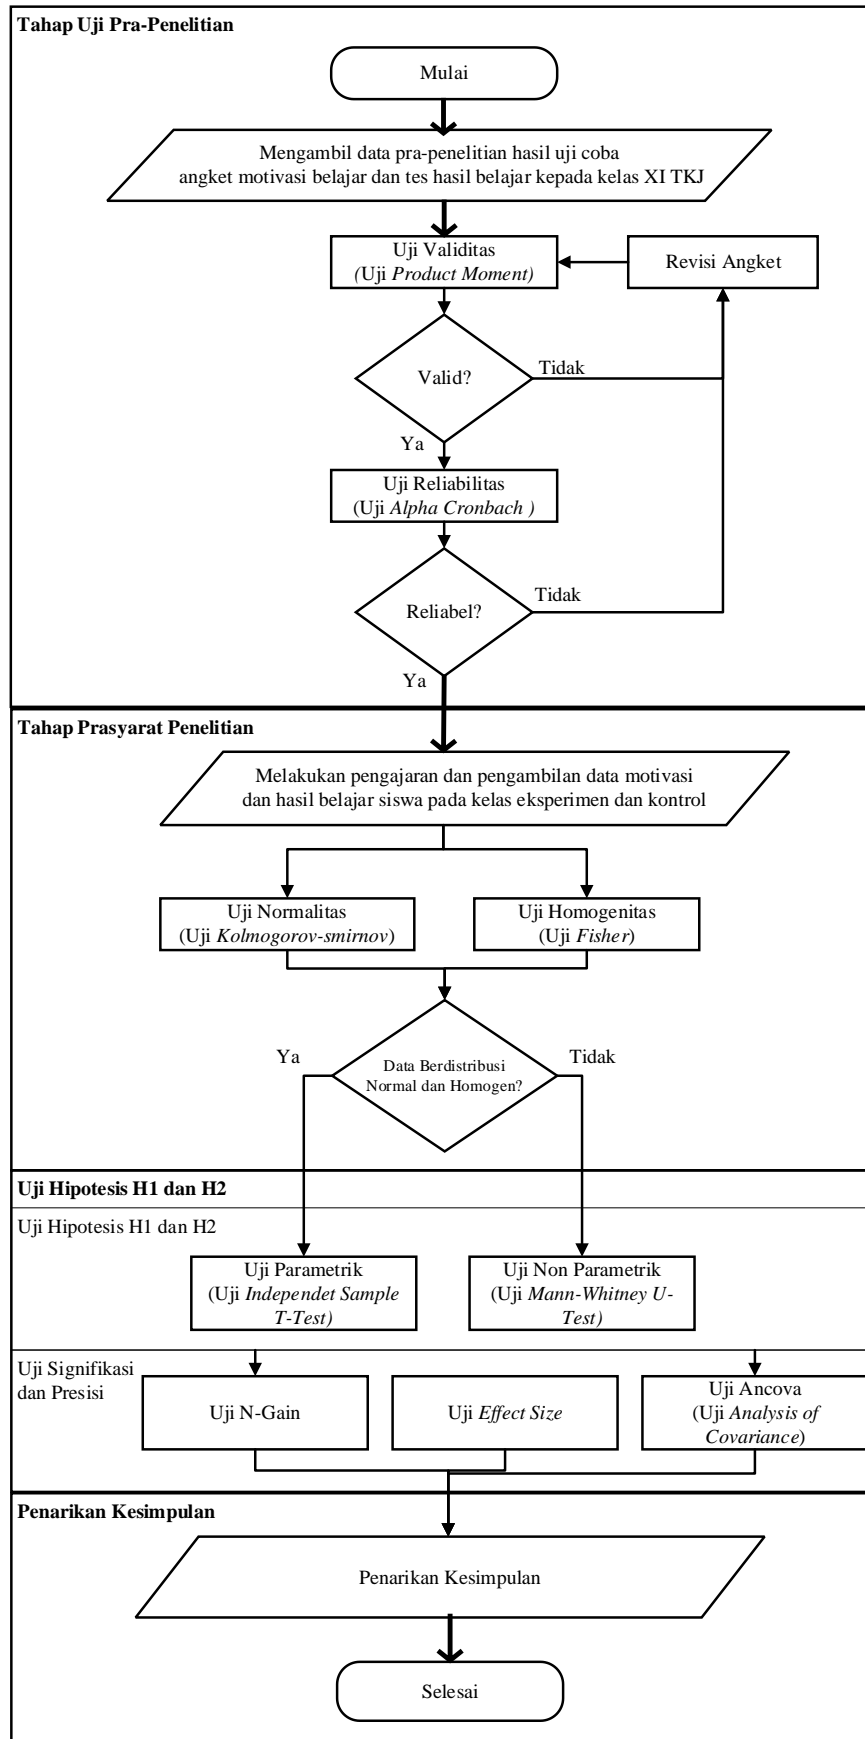 Tahap Uji Pra-Penelitian
Mulai
Mengambil data pra-penelitian hasil uji coba
angket motivasi belajar dan tes hasil belajar kepada kelas XI TKJ
Uji Validitas
(Uji Product Moment)
Revisi Angket
Valid?
Tidak
Ya
Uji Reliabilitas
(Uji Alpha Cronbach )
Reliabel?
Tidak
Ya
Tahap Prasyarat Penelitian
Melakukan pengajaran dan pengambilan data motivasi
dan hasil belajar siswa pada kelas eksperimen dan kontrol
Uji Normalitas
(Uji Kolmogorov-smirnov)
Uji Homogenitas
(Uji Fisher)
Ya
Data Berdistribusi
Normal dan Homogen?
Tidak
Uji Hipotesis H1 dan H2
Uji Hipotesis H1 dan H2
Uji Parametrik
(Uji Independet Sample
T-Test)
Uji Non Parametrik
(Uji Mann-Whitney U-
Test)
Uji Signifikasi
dan Presisi
Uji N-Gain
Uji Effect Size
Uji Ancova
(Uji Analysis of
Covariance)
Penarikan Kesimpulan
Penarikan Kesimpulan
Selesai